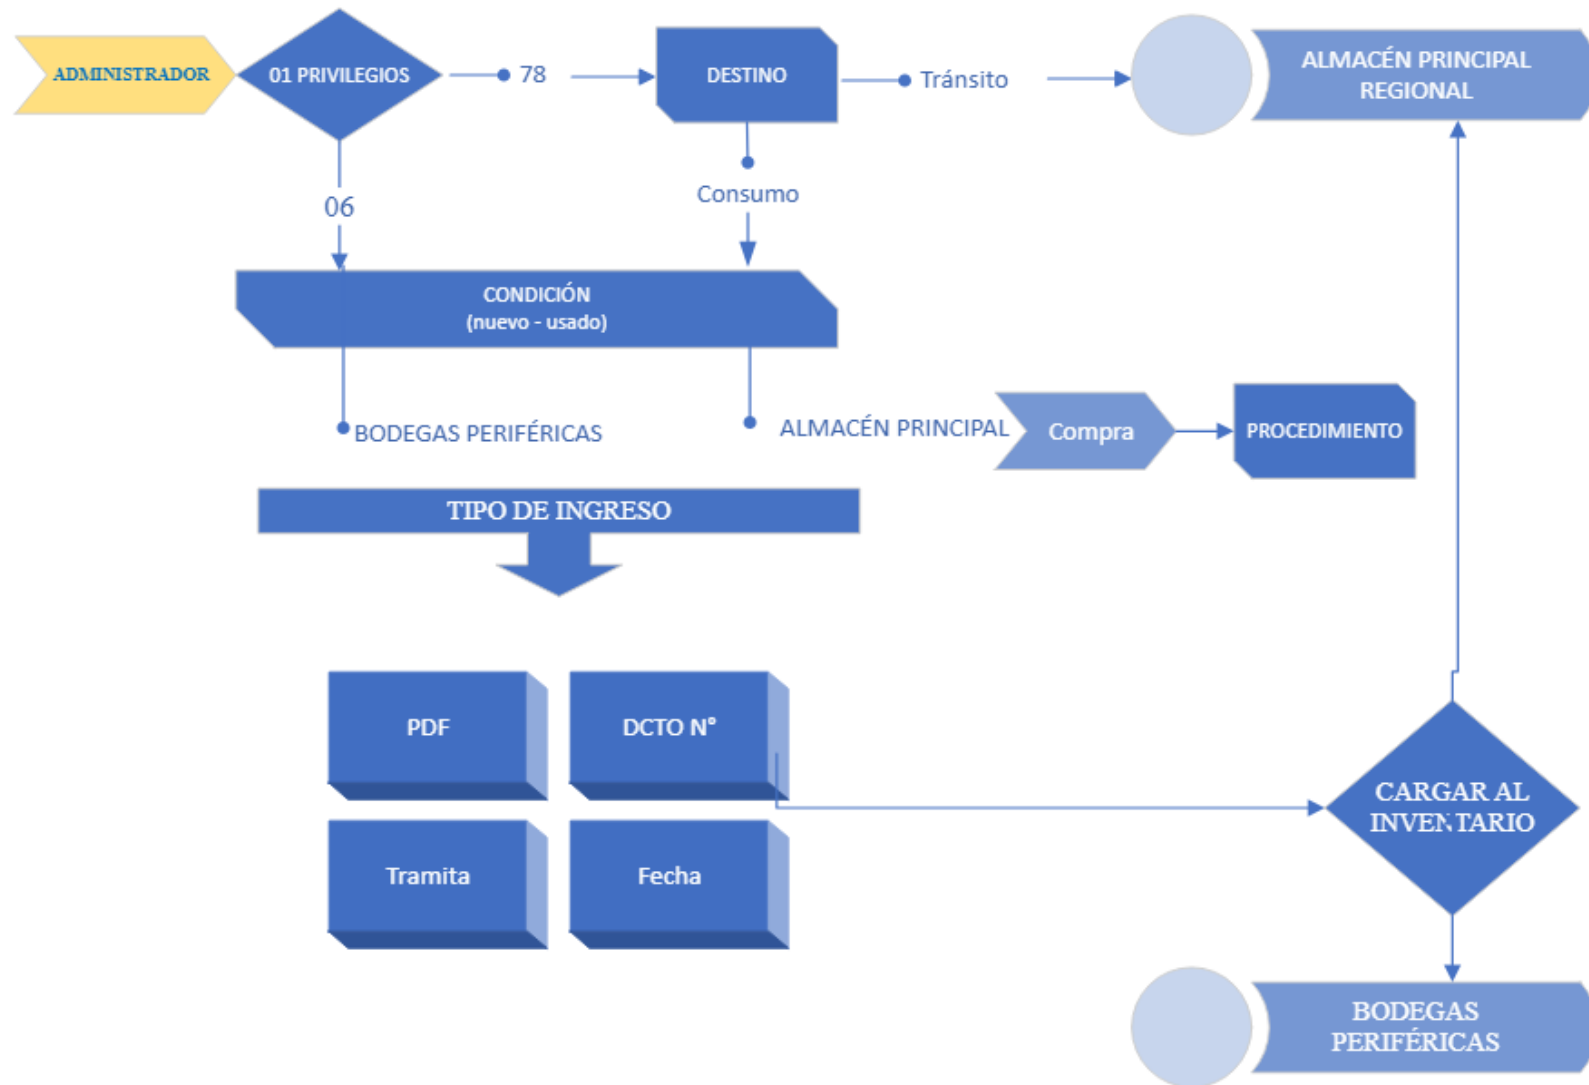 ADMINISTRADOR
01 PRIVILEGIOS
78
DESTINO
Tránsito
ALMACÉN PRINCIPAL
REGIONAL
06
Consumo
CONDICIÓN
(nuevo - usado)
BODEGAS PERIFÉRICAS
ALMACÉN PRINCIPAL
Compra
PROCEDIMIENTO
TIPO DE INGRESO
PDF
DCTO N°
Tramita
Fecha
CARGAR AL
INVENTARIO
BODEGAS
PERIFÉRICAS